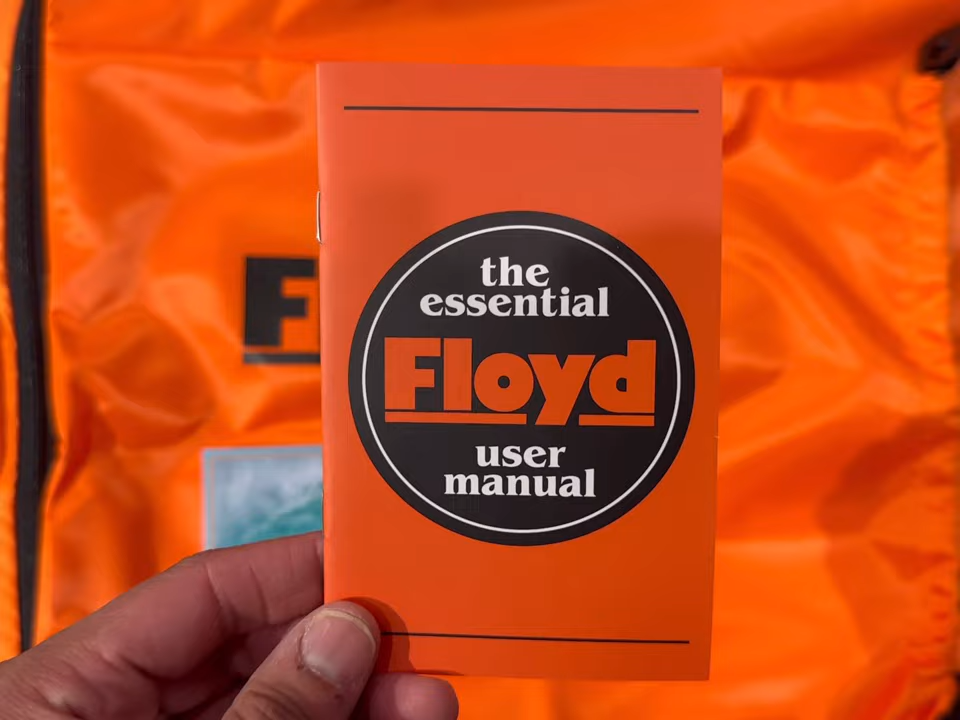 the
essential
Floyd
user
manual